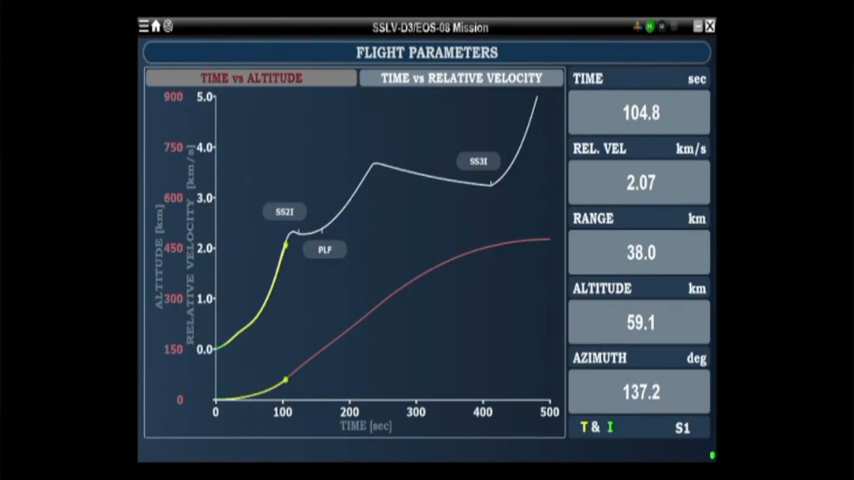 SSLV-D3/EOS-08 Mission
FLIGHT PARAMETERS
TIME vs ALTITUDE
TIME vs RELATIVE VELOCITY
900
750
600
450
300
150
0
5.0
4.0
3.0
2.0
1.0
0.0
ALTITUDE [km]
RELATIVE VELOCITY [km/s]
SS2I
PLF
SS3I
0 100 200 300 400 500
TIME [sec]
TIME sec
104.8
REL. VEL km/s
2.07
RANGE km
38.0
ALTITUDE km
59.1
AZIMUTH deg
137.2
T & I S1